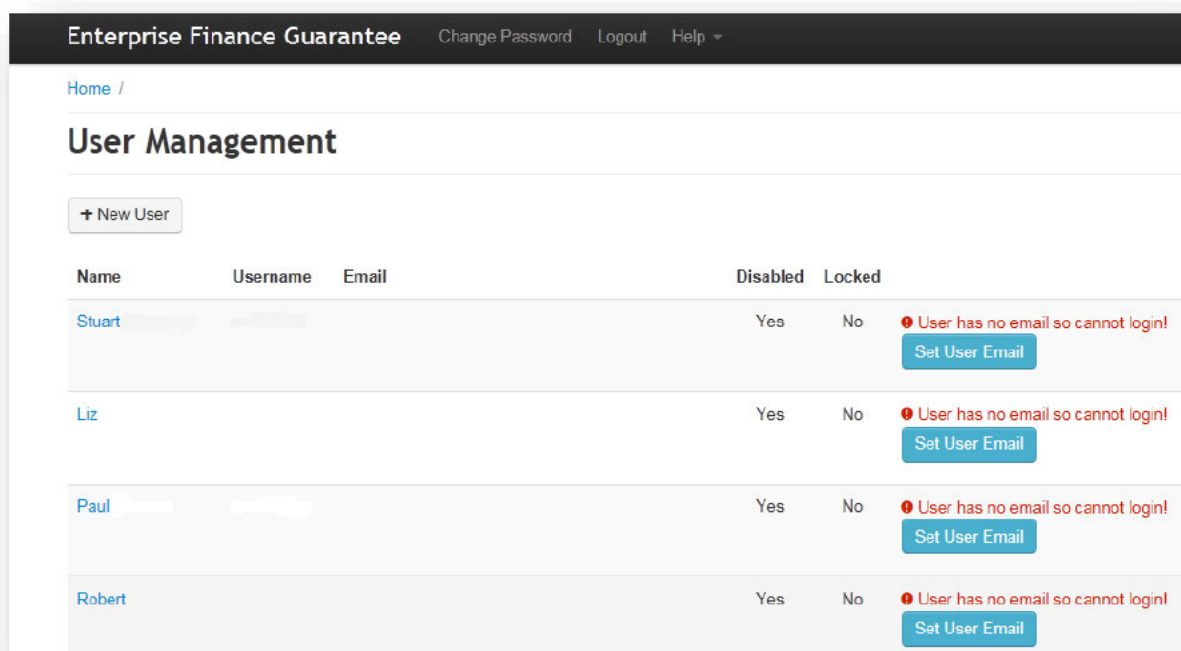 Enterprise Finance Guarantee Change Password Logout Help
Home /
User Management
+ New User
Name Username Email Disabled Locked
Stuart Yes No User has no email so cannot login!
Set User Email
Liz Yes No User has no email so cannot login!
Set User Email
Paul Yes No User has no email so cannot login!
Set User Email
Robert Yes No User has no email so cannot login!
Set User Email